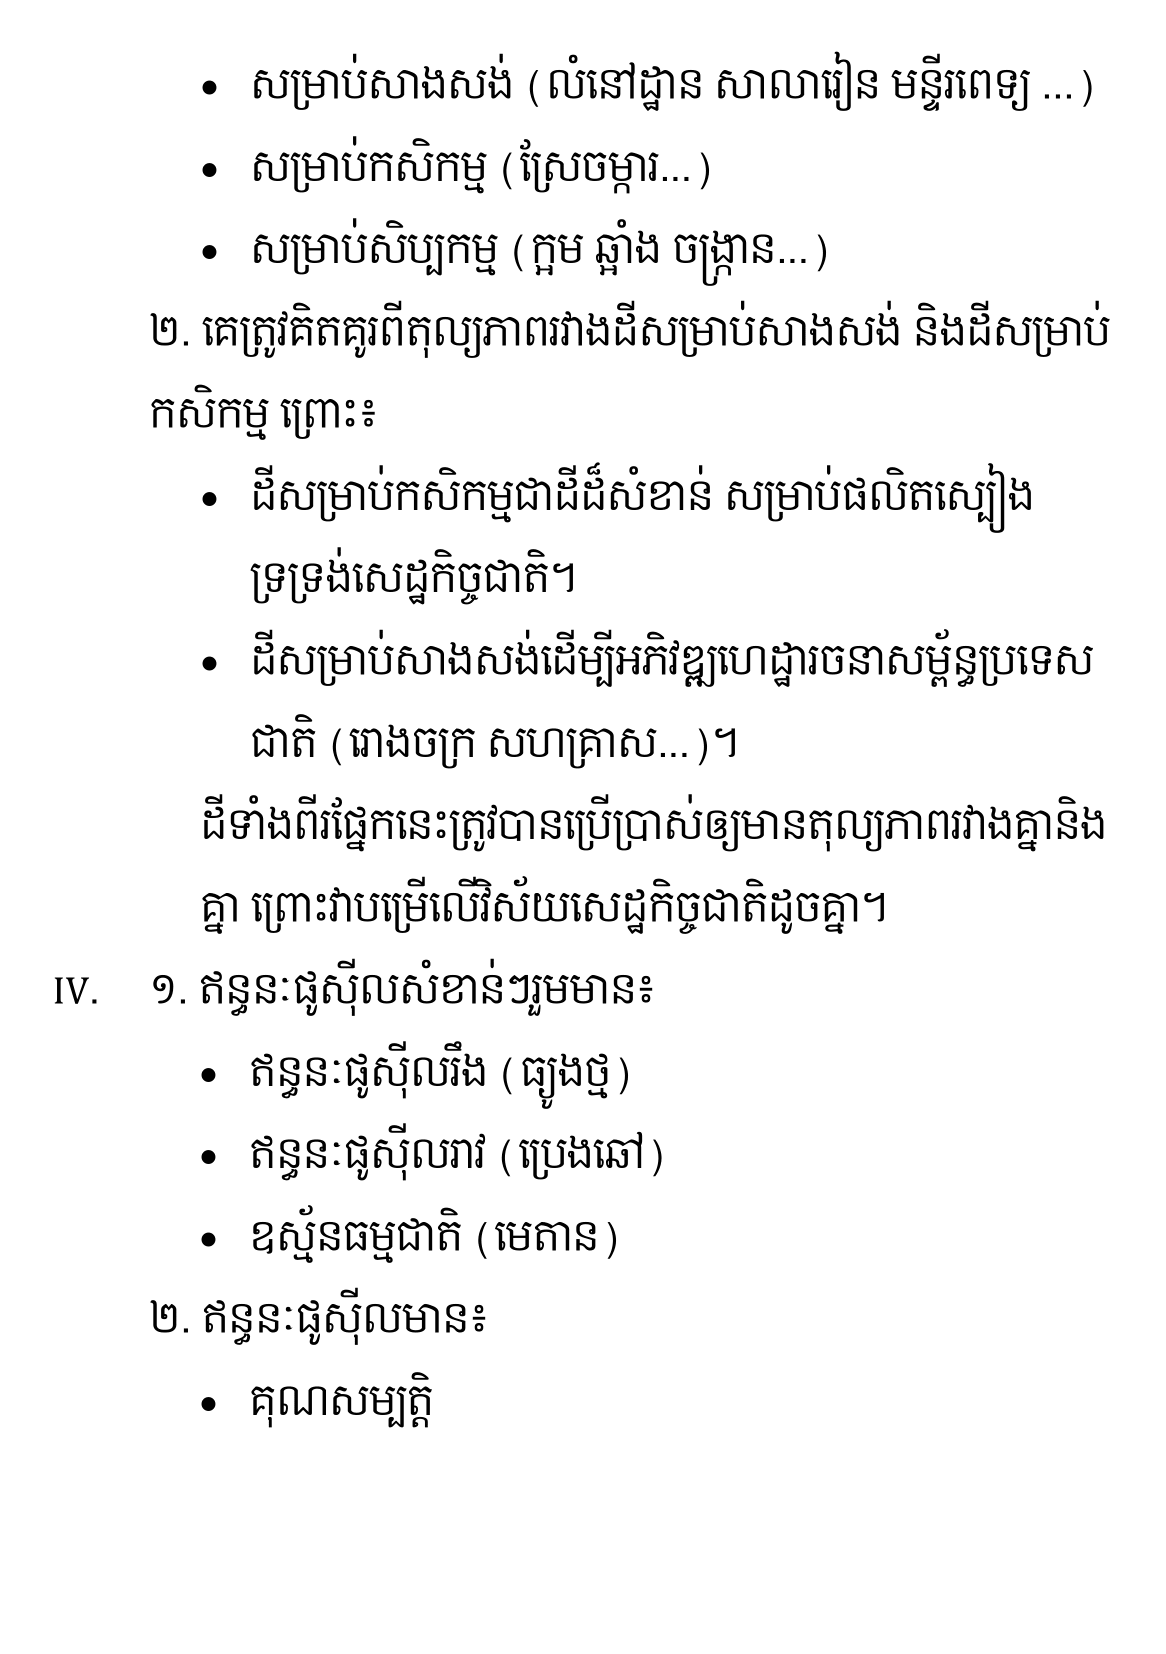 • សម្រាប់សាងសង់ (លំនៅដ្ឋាន សាលារៀន មន្ទីរពេទ្យ ...)
• សម្រាប់កសិកម្ម (ស្រែចម្ការ...)
• សម្រាប់សិប្បកម្ម (ក្អម ឆ្នាំង ចង្ក្រាន...)
២. គេត្រូវគិតគូរពីតុល្យភាពរវាងដីសម្រាប់សាងសង់ និងដីសម្រាប់
កសិកម្ម ព្រោះ៖
• ដីសម្រាប់កសិកម្មជាដីដ៏សំខាន់ សម្រាប់ផលិតស្បៀង
ទ្រទ្រង់សេដ្ឋកិច្ចជាតិ។
• ដីសម្រាប់សាងសង់ដើម្បីអភិវឌ្ឍហេដ្ឋារចនាសម្ព័ន្ធប្រទេស
ជាតិ (រោងចក្រ សហគ្រាស...)។
ដីទាំងពីរផ្នែកនេះត្រូវបានប្រើប្រាស់ឲ្យមានតុល្យភាពរវាងគ្នានិង
គ្នា ព្រោះវាបម្រើលើវិស័យសេដ្ឋកិច្ចជាតិដូចគ្នា។
IV. ១. ឥន្ធនៈផូស៊ីលសំខាន់ៗរួមមាន៖
• ឥន្ធនៈផូស៊ីលរឹង (ធ្យូងថ្ម)
• ឥន្ធនៈផូស៊ីលរាវ (ប្រេងឆៅ)
• ឧស្ម័នធម្មជាតិ (មេតាន)
២. ឥន្ធនៈផូស៊ីលមាន៖
• គុណសម្បត្តិ